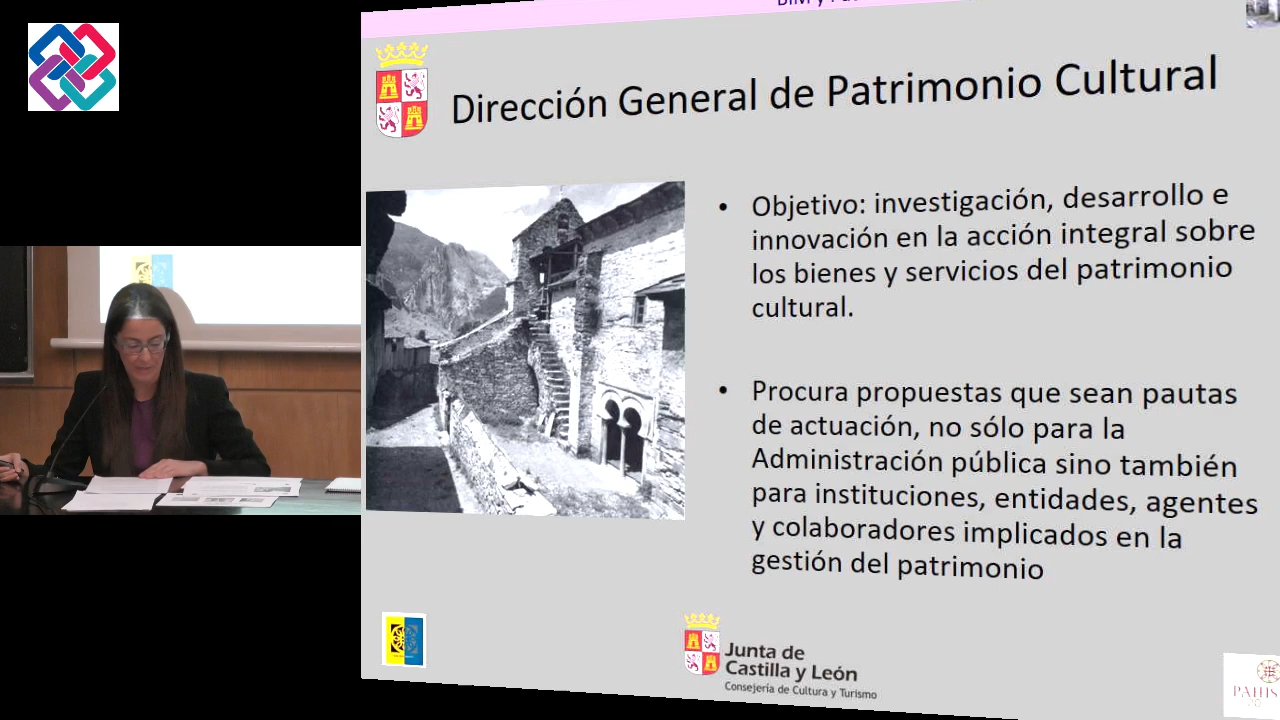 BIM y
Dirección General de Patrimonio Cultural
• Objetivo: investigación, desarrollo e
innovación en la acción integral sobre
los bienes y servicios del patrimonio
cultural.
• Procura propuestas que sean pautas
de actuación, no sólo para la
Administración pública sino también
para instituciones, entidades, agentes
y colaboradores implicados en la
gestión del patrimonio
Junta de
Castilla y León
Consejería de Cultura y Turismo